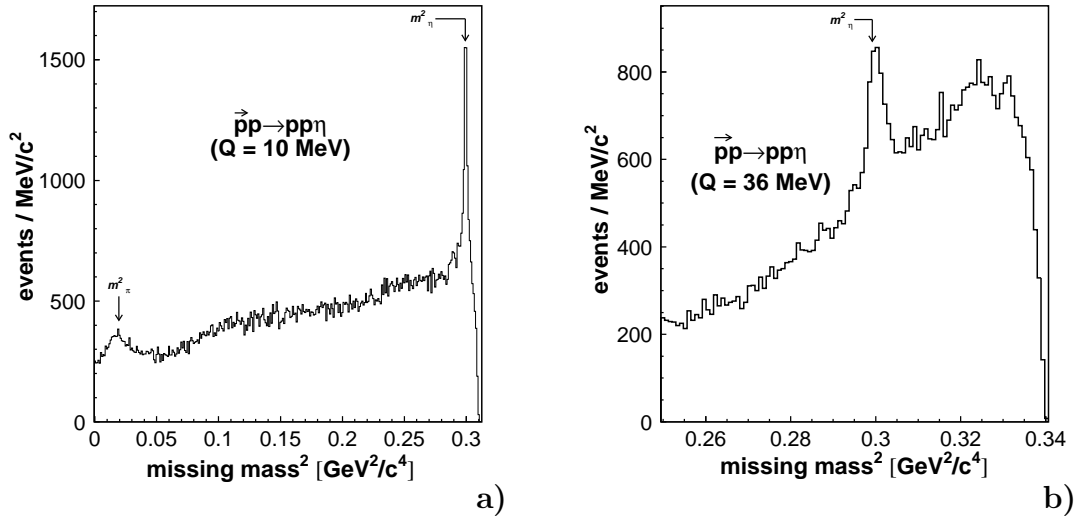 events / MeV/c²
1500
1000
500
0
m²η
p⃗p→ppη
(Q = 10 MeV)
m²π
0 0.05 0.1 0.15 0.2 0.25 0.3
missing mass² [GeV²/c⁴]
a)
events / MeV/c²
800
600
400
200
0
m²η
p⃗p→ppη
(Q = 36 MeV)
0.26 0.28 0.3 0.32 0.34
missing mass² [GeV²/c⁴]
b)